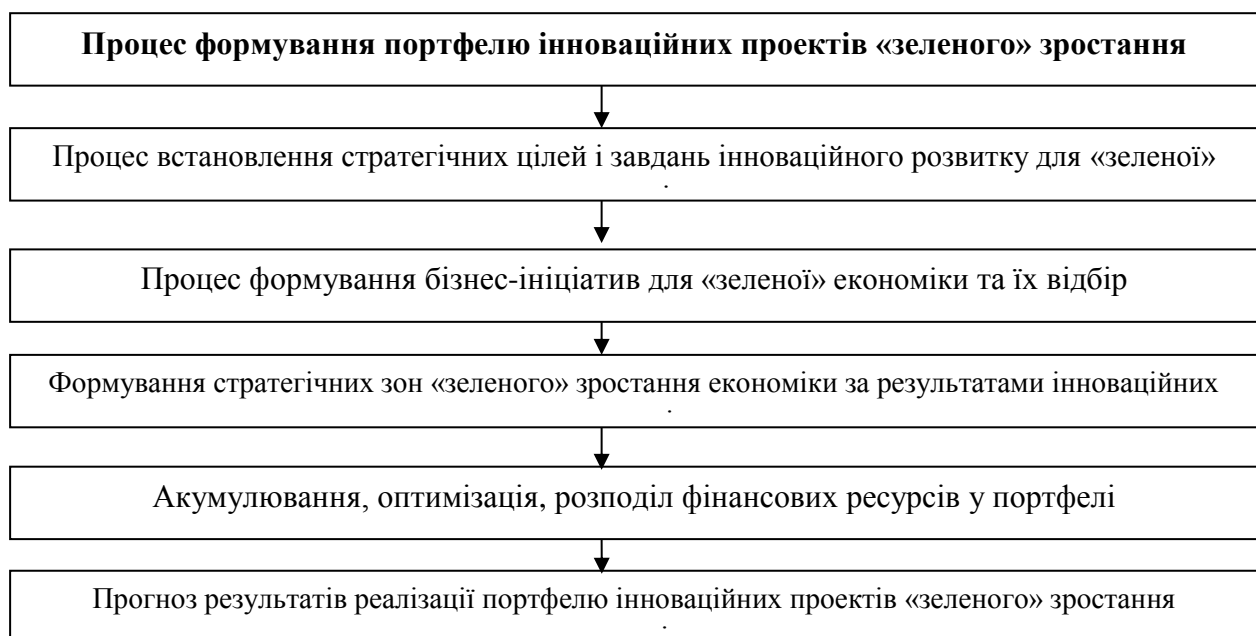 Процес формування портфелю інноваційних проектів «зеленого» зростання
Процес встановлення стратегічних цілей і завдань інноваційного розвитку для «зеленої»
Процес формування бізнес-ініціатив для «зеленої» економіки та їх відбір
Формування стратегічних зон «зеленого» зростання економіки за результатами інноваційних
Акумулювання, оптимізація, розподіл фінансових ресурсів у портфелі
Прогноз результатів реалізації портфелю інноваційних проектів «зеленого» зростання